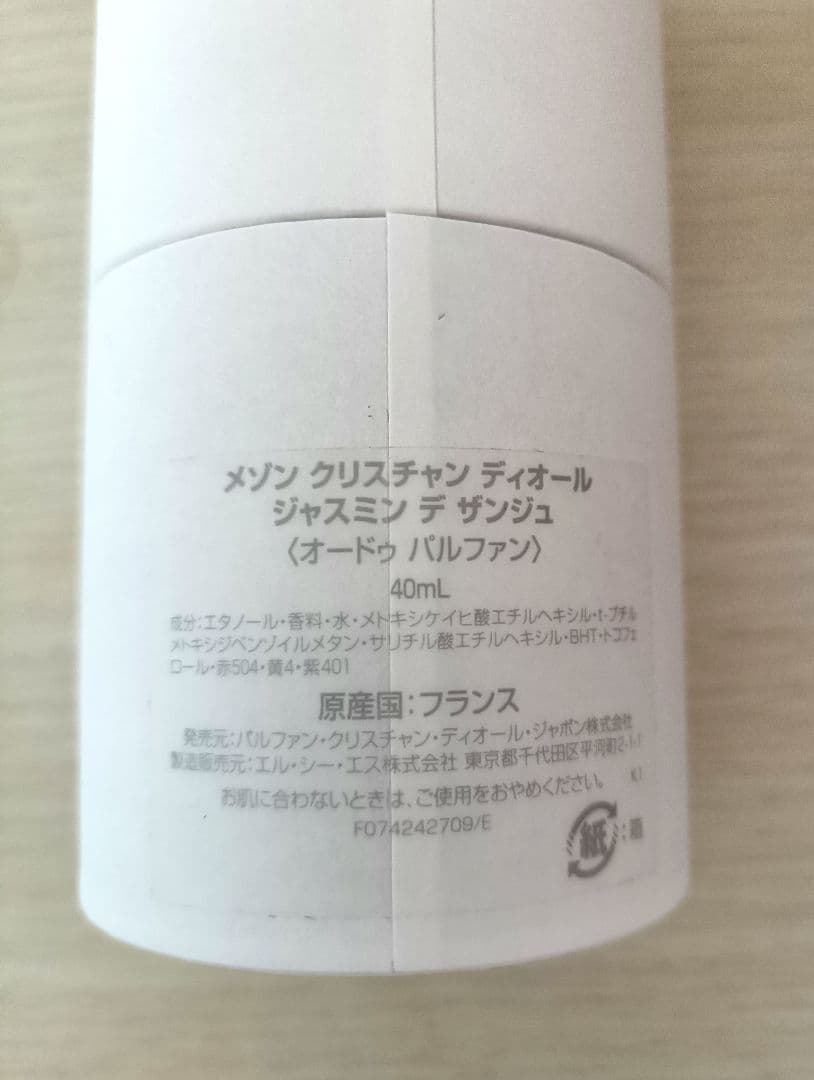 メゾン クリスチャン ディオール
ジャスミン デ ザンジュ
〈オードゥ パルファン〉
40mL
成分:エタノール・香料・水・メトキシケイヒ酸エチルヘキシル・t-ブチル
メトキシジベンゾイルメタン・サリチル酸エチルヘキシル・BHT・トコフェ
ロール・赤504・黄4・紫401
原産国:フランス
発売元:パルファン・クリスチャン・ディオール・ジャポン株式会社
製造販売元:エル・シー・エス株式会社 東京都千代田区平河町2-1-1
お肌に合わないときは、ご使用をおやめください。 K1
F074242709/E
紙:箱